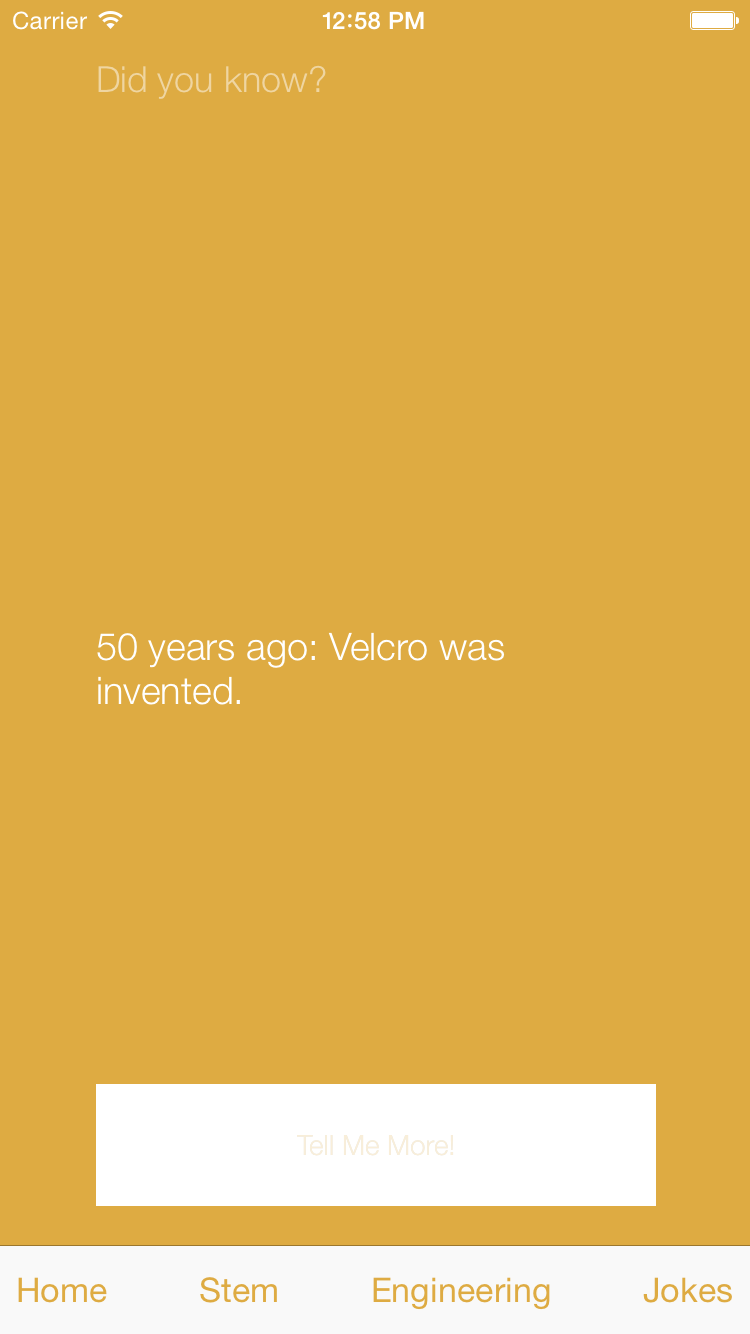 Carrier 12:58 PM
Did you know?
50 years ago: Velcro was
invented.
Tell Me More!
Home Stem Engineering Jokes